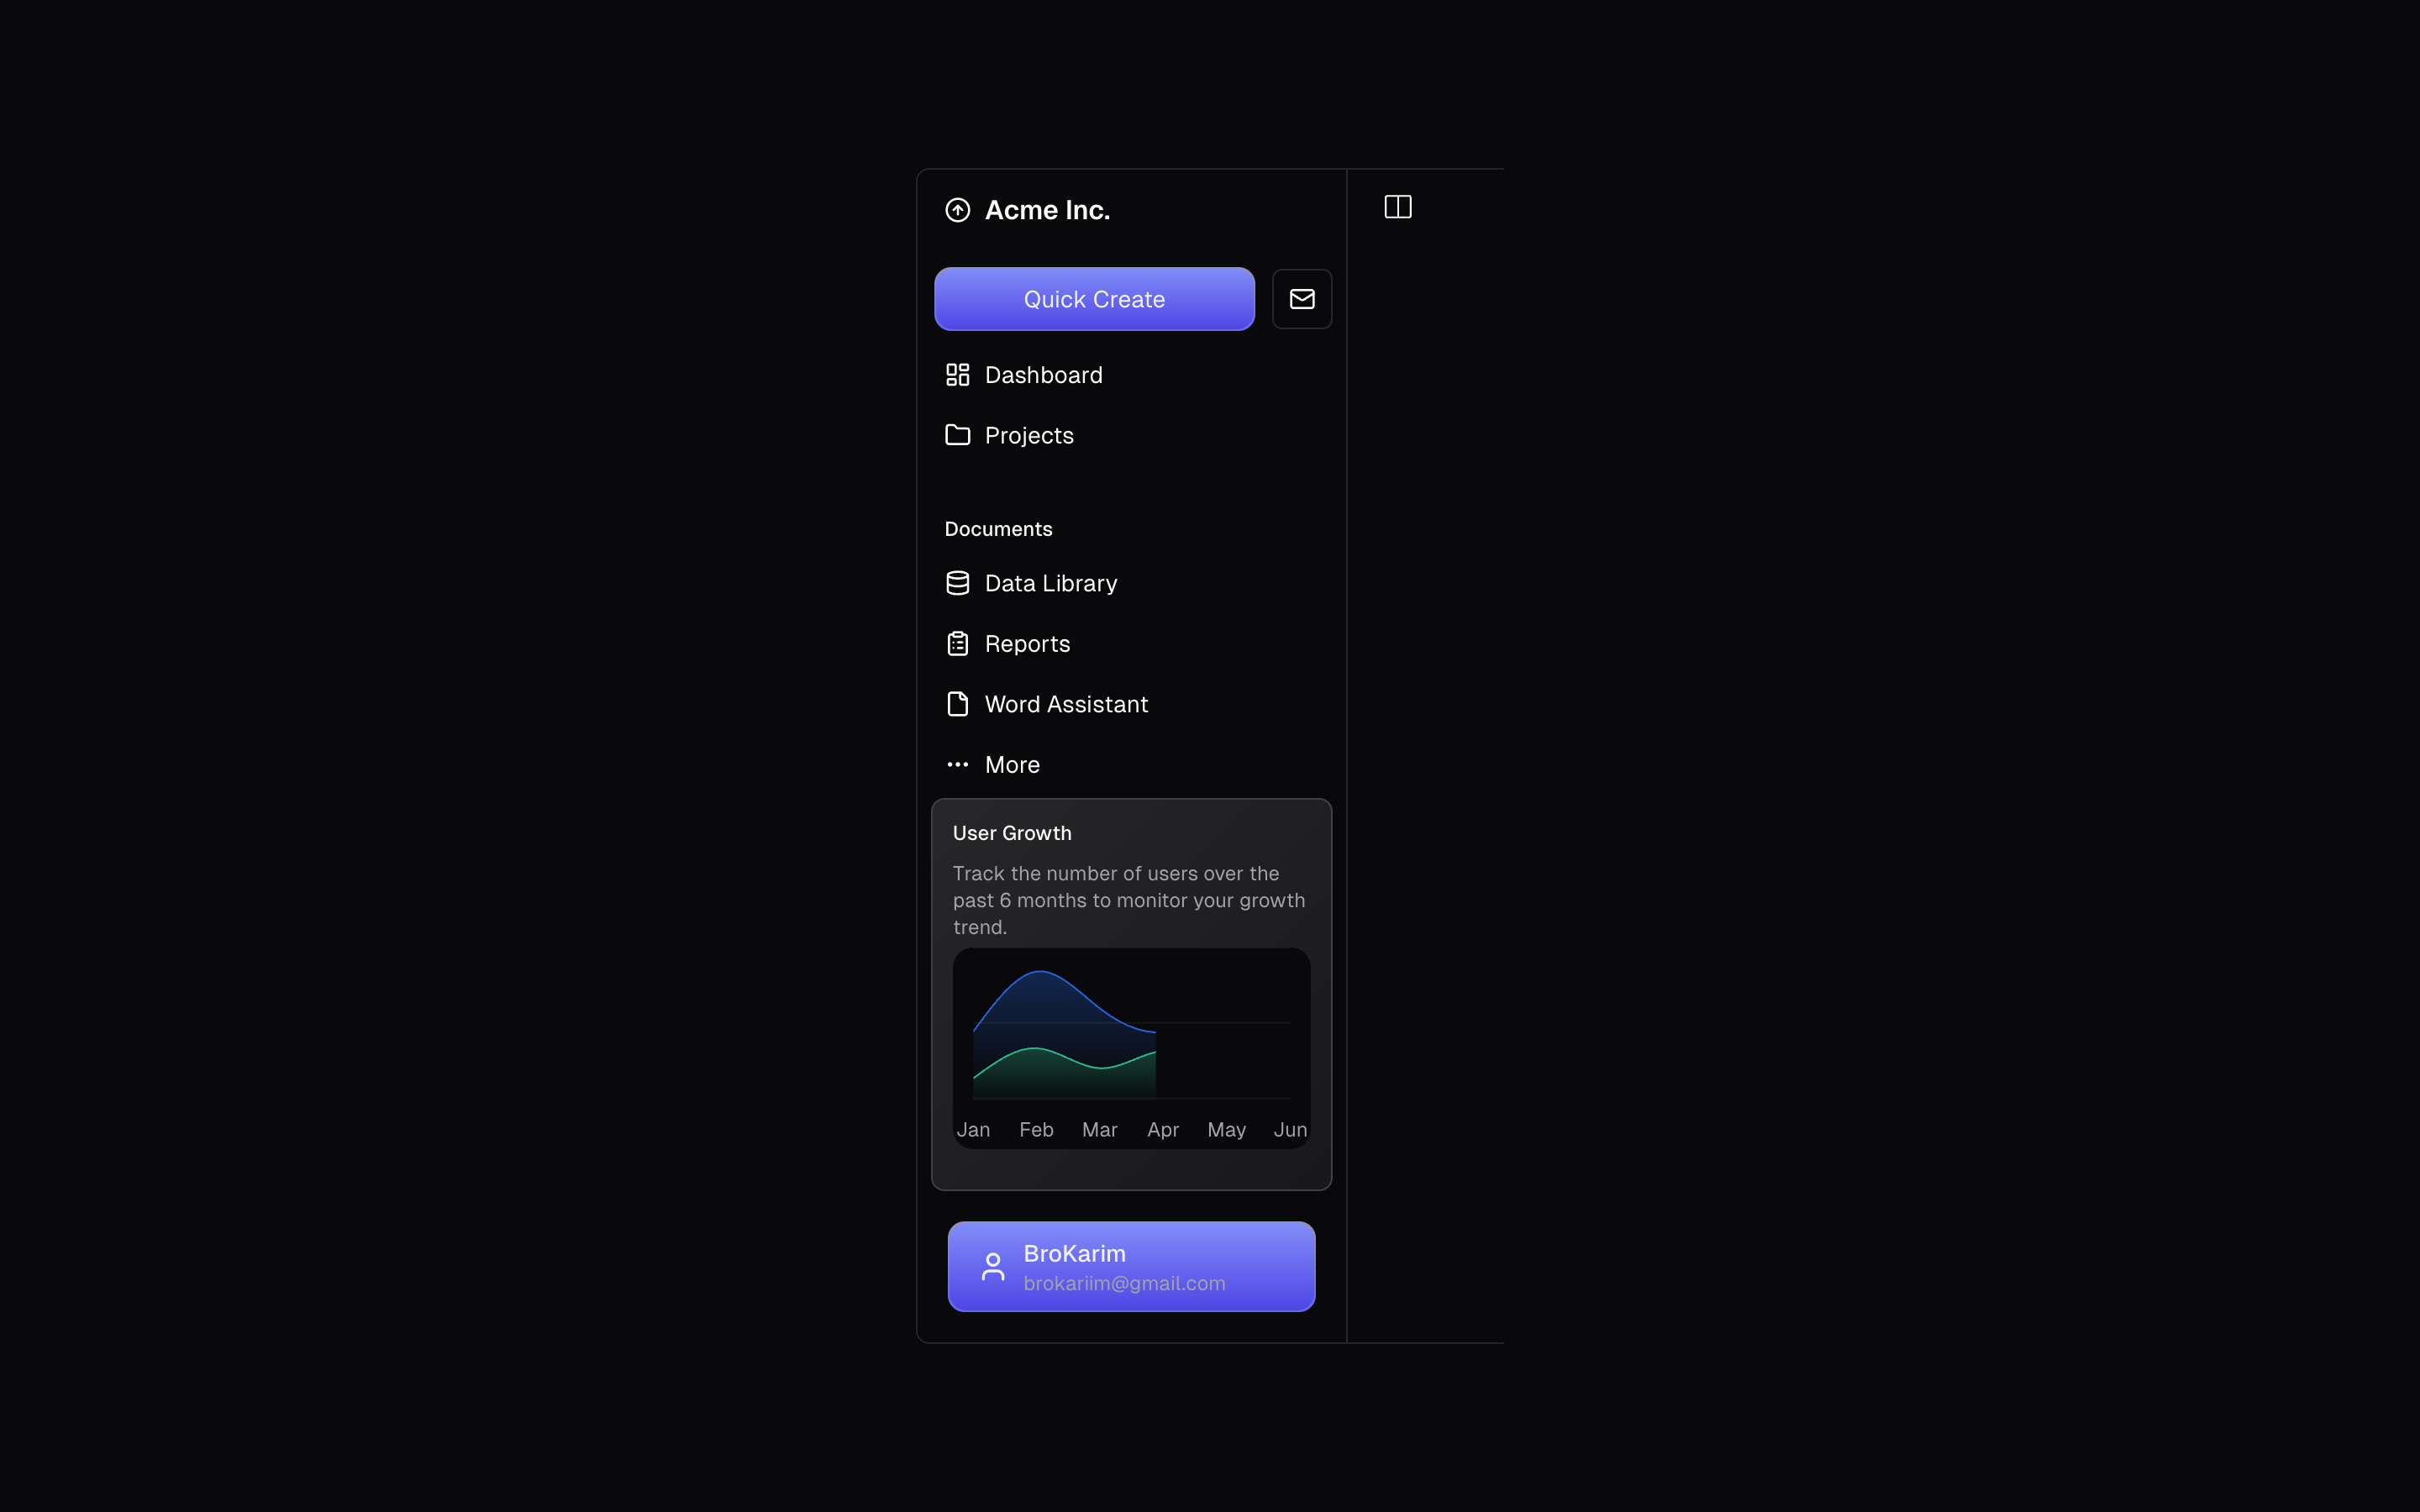 Acme Inc.
Quick Create
Dashboard
Projects
Documents
Data Library
Reports
Word Assistant
More
User Growth
Track the number of users over the
past 6 months to monitor your growth
trend.
Jan Feb Mar Apr May Jun
BroKarim
brokariim@gmail.com